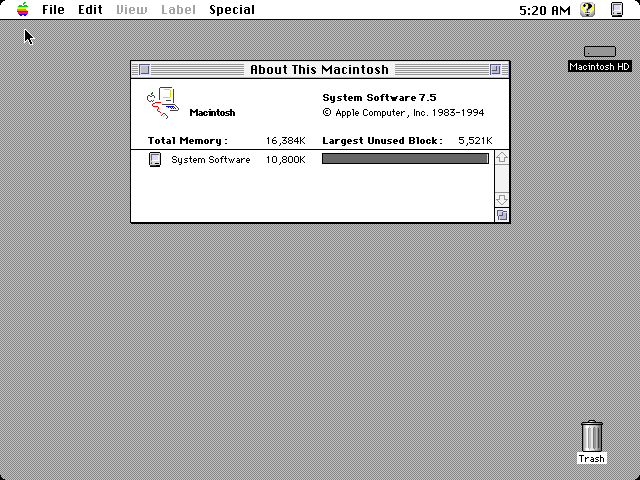 File Edit View Label Special 5:20 AM
Macintosh HD
About This Macintosh
Macintosh
System Software 7.5
© Apple Computer, Inc. 1983-1994
Total Memory: 16,384K Largest Unused Block: 5,521K
System Software 10,800K
Trash